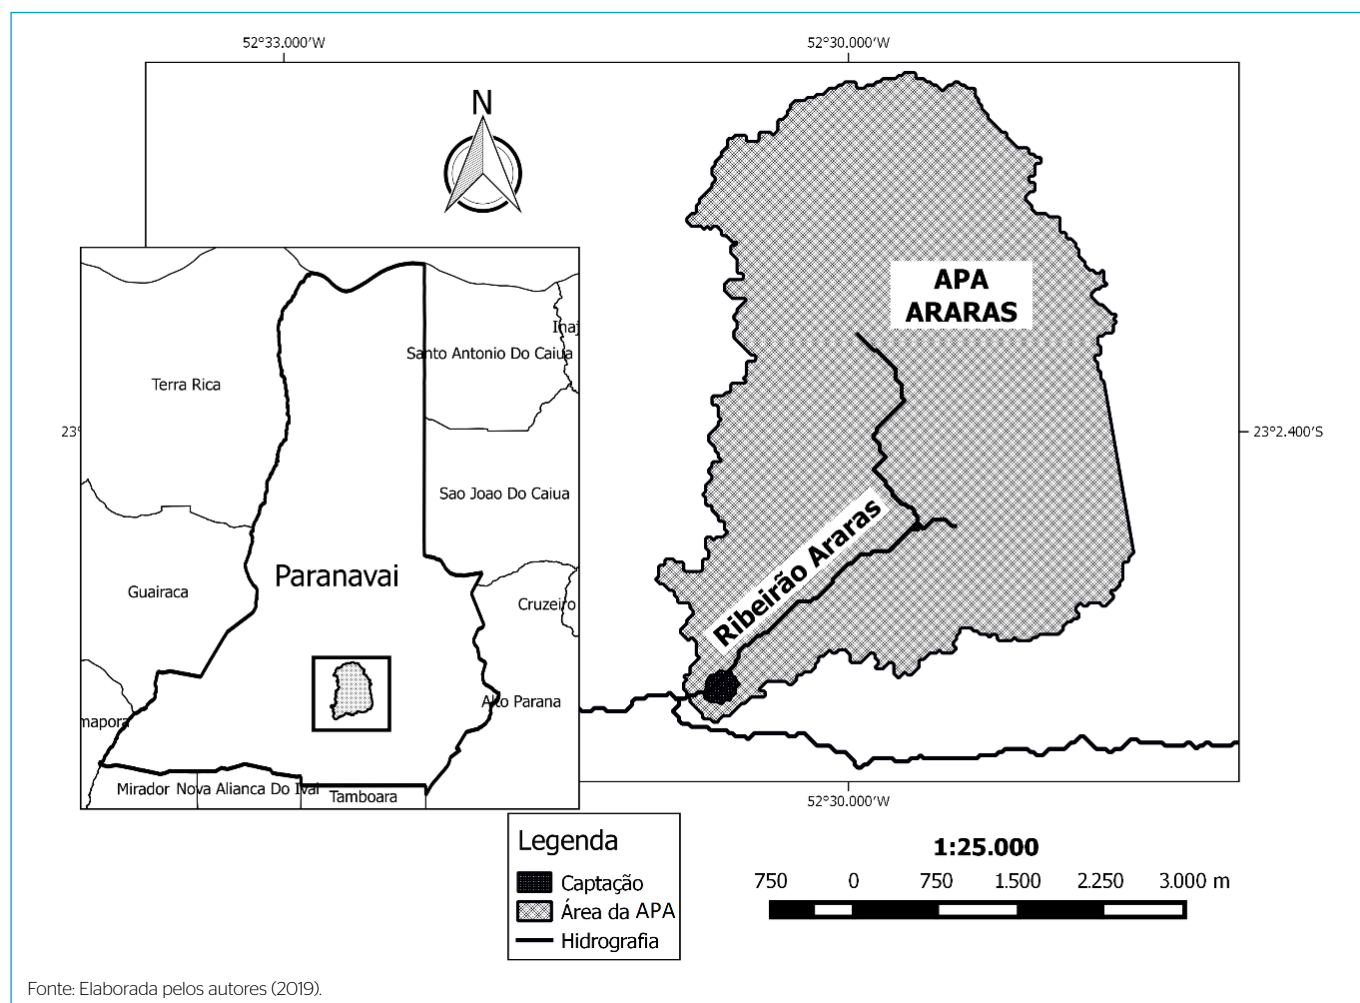 52°33.000'W
52°30.000'W
N
APA
ARARAS
Inaj
Santo Antonio Do Caiua
Terra Rica
23°
23°2.400'S
Sao Joao Do Caiua
Ribeirão Araras
Paranavai
Guairaca
Cruzeiro
Alto Parana
mapora
Mirador
Nova Alianca Do Ivai
Tamboara
52°30.000'W
Legenda
Captação
Área da APA
Hidrografia
1:25.000
750 0 750 1.500 2.250 3.000 m
Fonte: Elaborada pelos autores (2019).